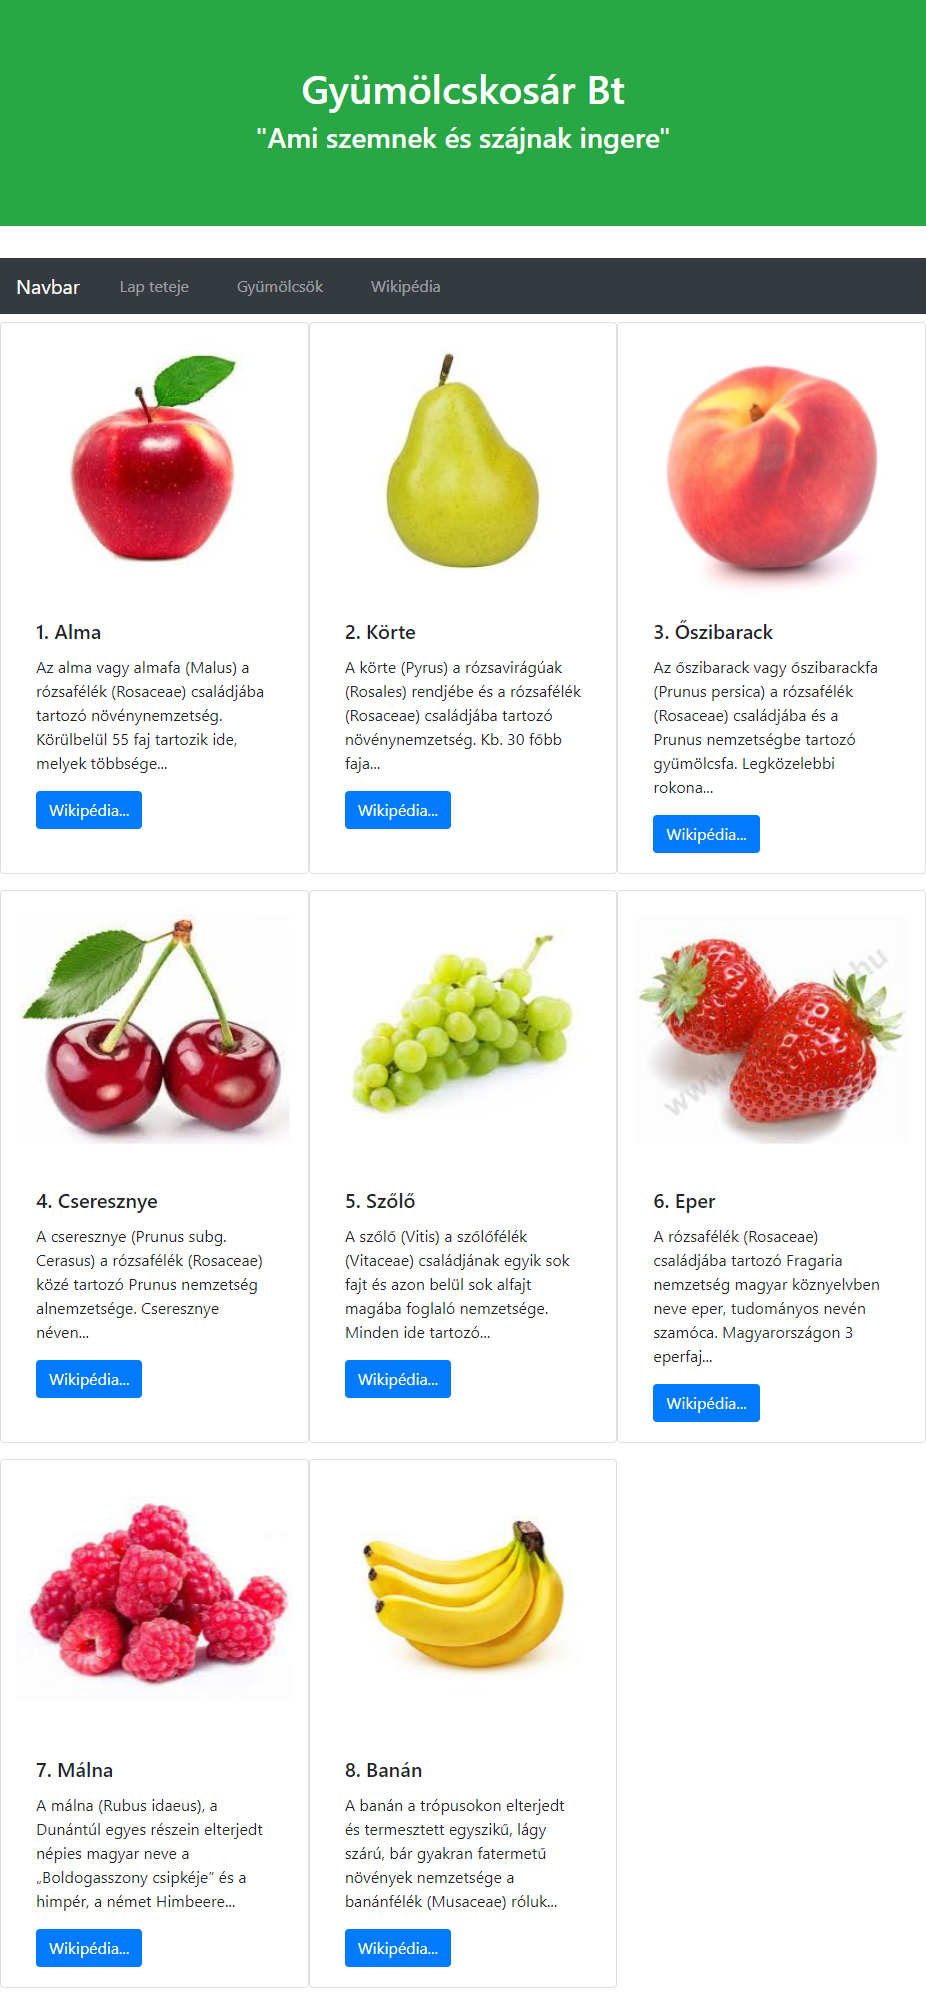 Gyümölcskosár Bt
"Ami szemnek és szájnak ingere"
Navbar Lap teteje Gyümölcsök Wikipédia
1. Alma
Az alma vagy almafa (Malus) a
rózsafélék (Rosaceae) családjába
tartozó növénynemzetség.
Körülbelül 55 faj tartozik ide,
melyek többsége...
Wikipédia...
2. Körte
A körte (Pyrus) a rózsavirágúak
(Rosales) rendjébe és a rózsafélék
(Rosaceae) családjába tartozó
növénynemzetség. Kb. 30 főbb
faja...
Wikipédia...
3. Őszibarack
Az őszibarack vagy őszibarackfa
(Prunus persica) a rózsafélék
(Rosaceae) családjába és a
Prunus nemzetségbe tartozó
gyümölcsfa. Legközelebbi
rokona...
Wikipédia...
4. Cseresznye
A cseresznye (Prunus subg.
Cerasus) a rózsafélék (Rosaceae)
közé tartozó Prunus nemzetség
alnemzetsége. Cseresznye
néven...
Wikipédia...
5. Szőlő
A szőlő (Vitis) a szőlőfélék
(Vitaceae) családjának egyik sok
fajt és azon belül sok alfajt
magába foglaló nemzetsége.
Minden ide tartozó...
Wikipédia...
www.
.hu
6. Eper
A rózsafélék (Rosaceae)
családjába tartozó Fragaria
nemzetség magyar köznyelvben
neve eper, tudományos nevén
szamóca. Magyarországon 3
eperfaj...
Wikipédia...
7. Málna
A málna (Rubus idaeus), a
Dunántúl egyes részein elterjedt
népies magyar neve a
„Boldogasszony csipkéje” és a
himpér, a német Himbeere...
Wikipédia...
8. Banán
A banán a trópusokon elterjedt
és termesztett egyszikű, lágy
szárú, bár gyakran fatermetű
növények nemzetsége a
banánfélék (Musaceae) róluk...
Wikipédia...